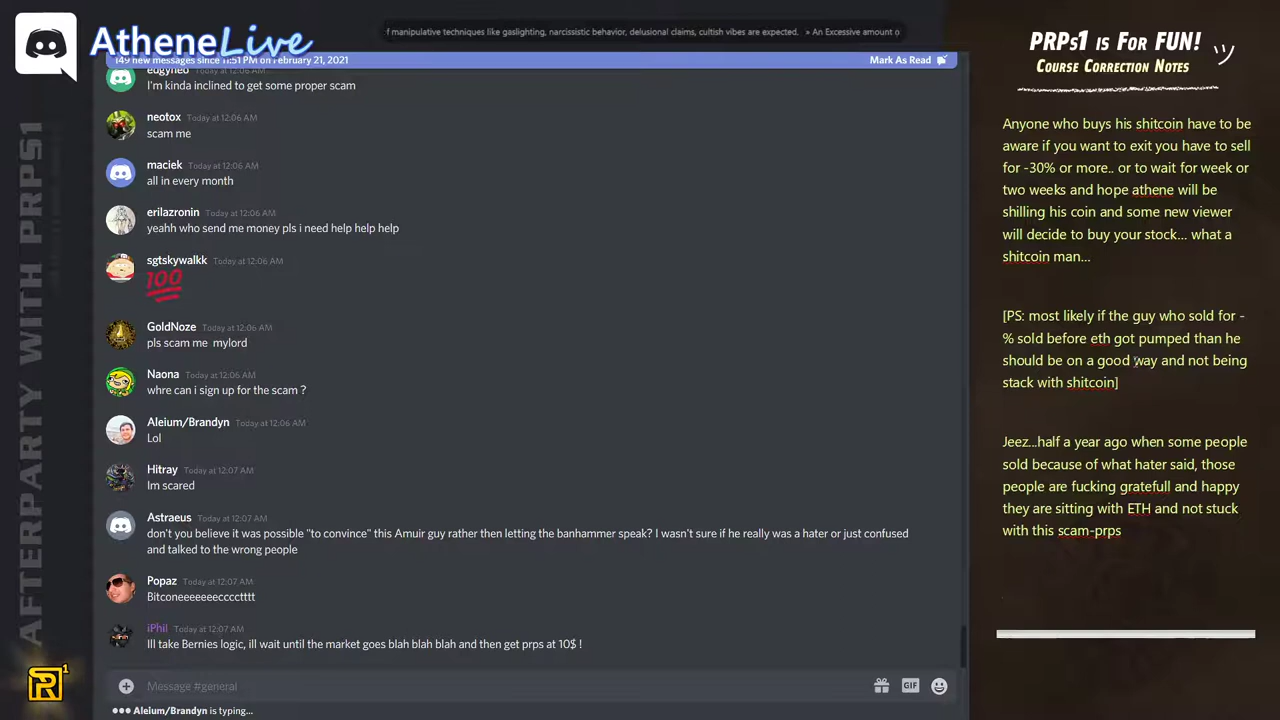 AtheneLive
f manipulative techniques like gaslighting, narcissistic behavior, delusional claims, cultish vibes are expected. » An Excessive amount o
149 new messages since 11:51 PM on February 21, 2021
Mark As Read
eugyneo Today at 12:06 AM
I'm kinda inclined to get some proper scam
neotox Today at 12:06 AM
scam me
maciek Today at 12:06 AM
all in every month
erilazronin Today at 12:06 AM
yeahh who send me money pls i need help help help
sgtskywalkk Today at 12:06 AM
100
GoldNoze Today at 12:06 AM
pls scam me mylord
Naona Today at 12:06 AM
whre can i sign up for the scam ?
Aleium/Brandyn Today at 12:06 AM
Lol
Hitray Today at 12:07 AM
Im scared
Astraeus Today at 12:07 AM
don't you believe it was possible "to convince" this Amuir guy rather then letting the banhammer speak? I wasn't sure if he really was a hater or just confused
and talked to the wrong people
Popaz Today at 12:07 AM
Bitconeeeeeeccccttt
iPhil Today at 12:07 AM
Ill take Bernies logic, ill wait until the market goes blah blah blah and then get prps at 10$ !
Message #general
GIF
Aleium/Brandyn is typing...
AFTERPARTY WITH PRPS1
R1
PRPS1 IS FOR FUN! ツ
COURSE CORRECTION NOTES
Anyone who buys his shitcoin have to be
aware if you want to exit you have to sell
for -30% or more.. or to wait for week or
two weeks and hope athene will be
shilling his coin and some new viewer
will decide to buy your stock... what a
shitcoin man...
[PS: most likely if the guy who sold for -
% sold before eth got pumped than he
should be on a good way and not being
stack with shitcoin]
Jeez...half a year ago when some people
sold because of what hater said, those
people are fucking gratefull and happy
they are sitting with ETH and not stuck
with this scam-prps